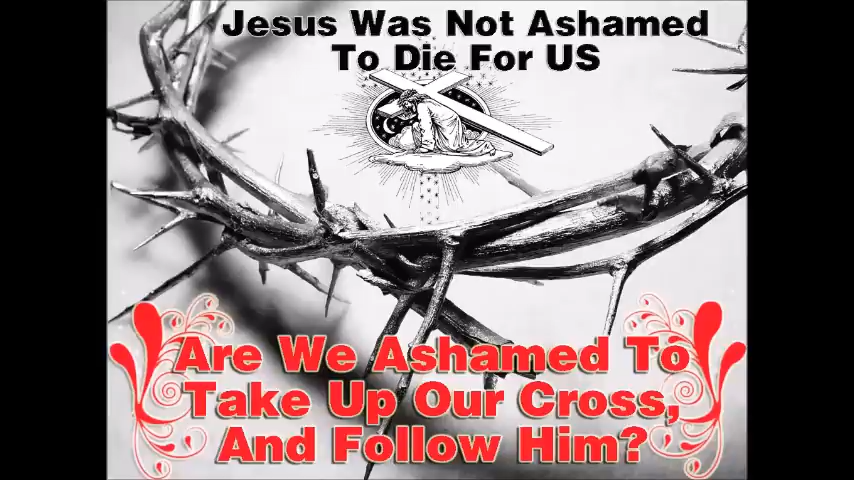 Jesus Was Not Ashamed
To Die For US
Are We Ashamed To
Take Up Our Cross,
And Follow Him?